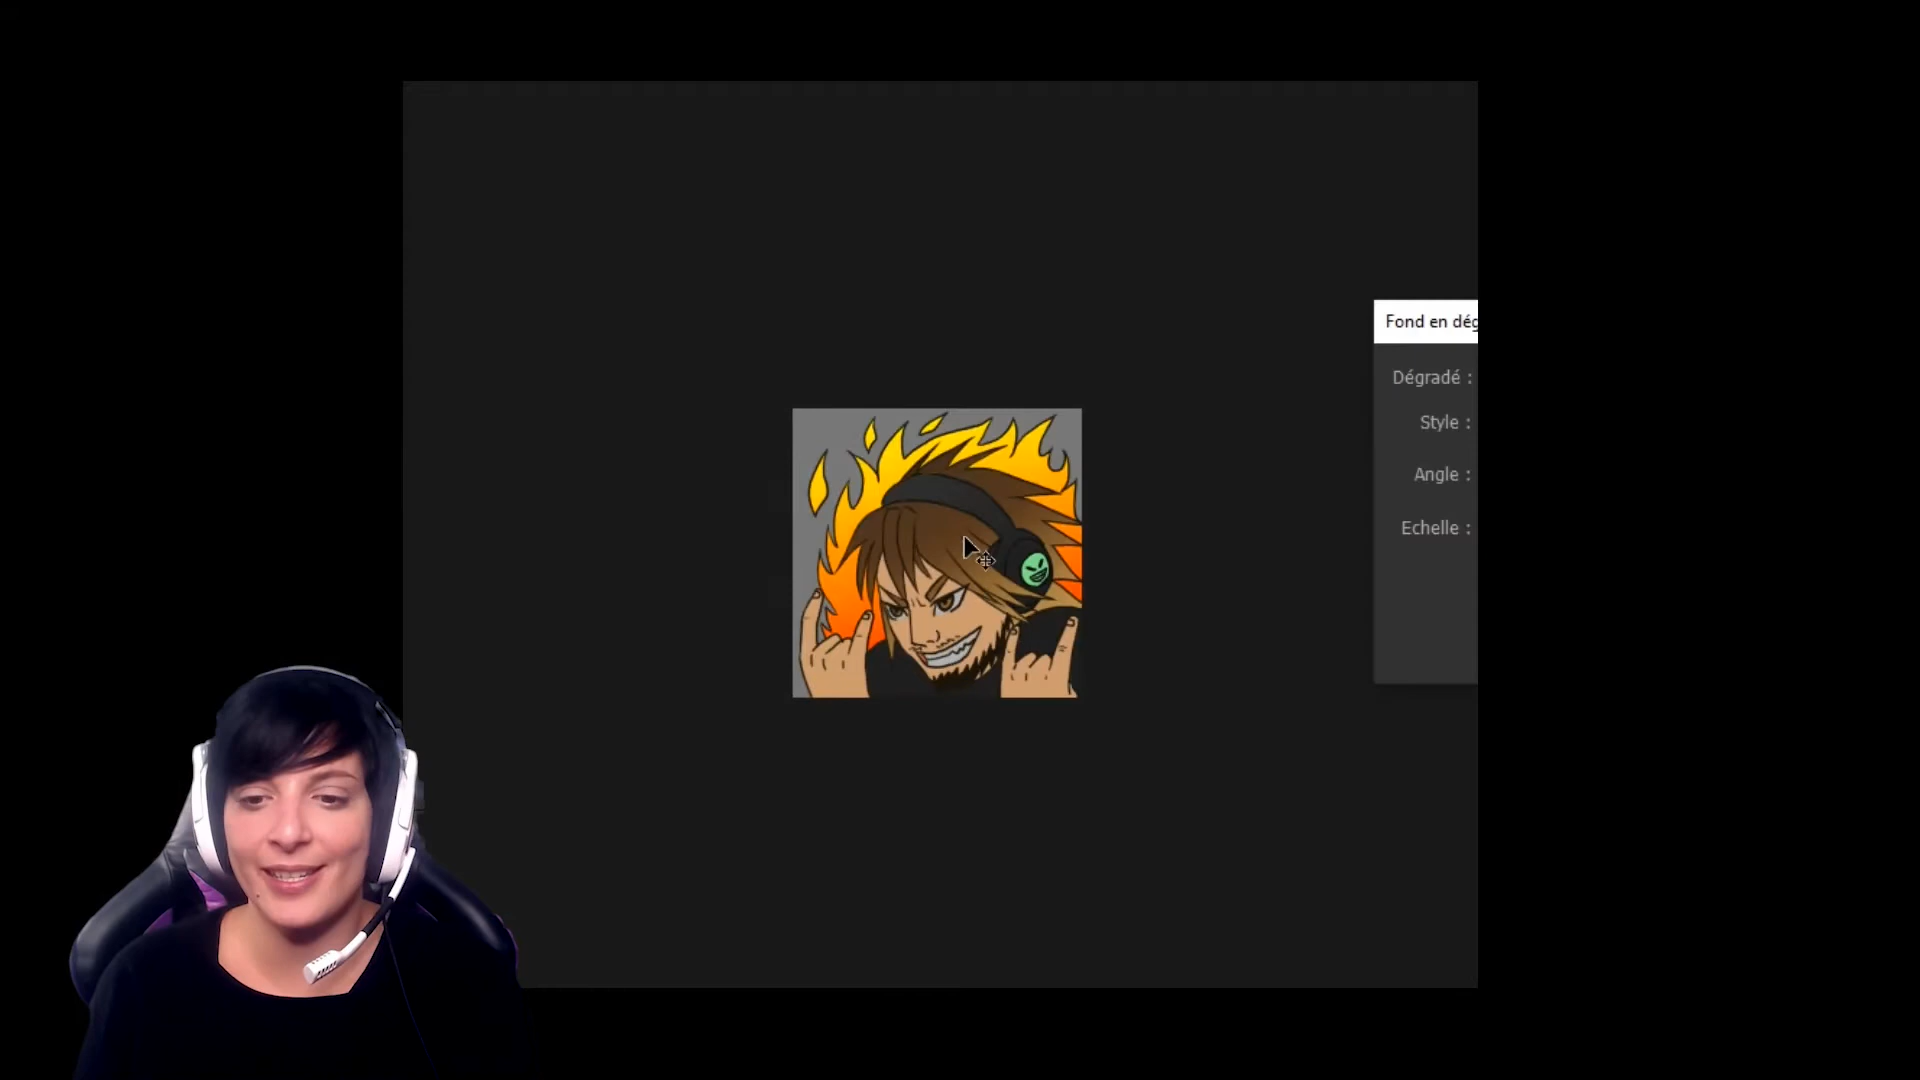 Fond en dég
Dégradé :
Style :
Angle :
Echelle :